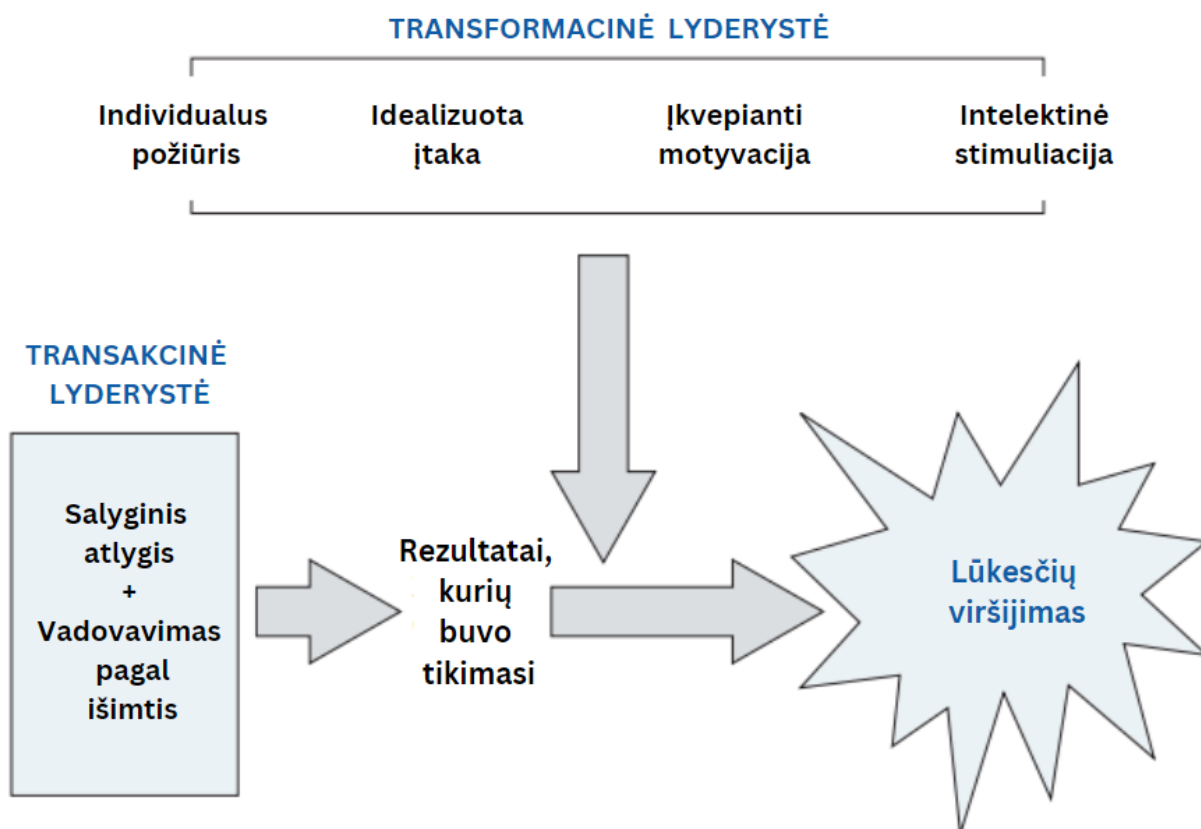 TRANSFORMACINĖ LYDERYSTĖ
Individualus
požiūris
Idealizuota
įtaka
Įkvepianti
motyvacija
Intelektinė
stimuliacija
TRANSAKCINĖ
LYDERYSTĖ
Salyginis
atlygis
+
Vadovavimas
pagal
išimtis
Rezultatai,
kurių
buvo
tikimasi
Lūkesčių
viršijimas